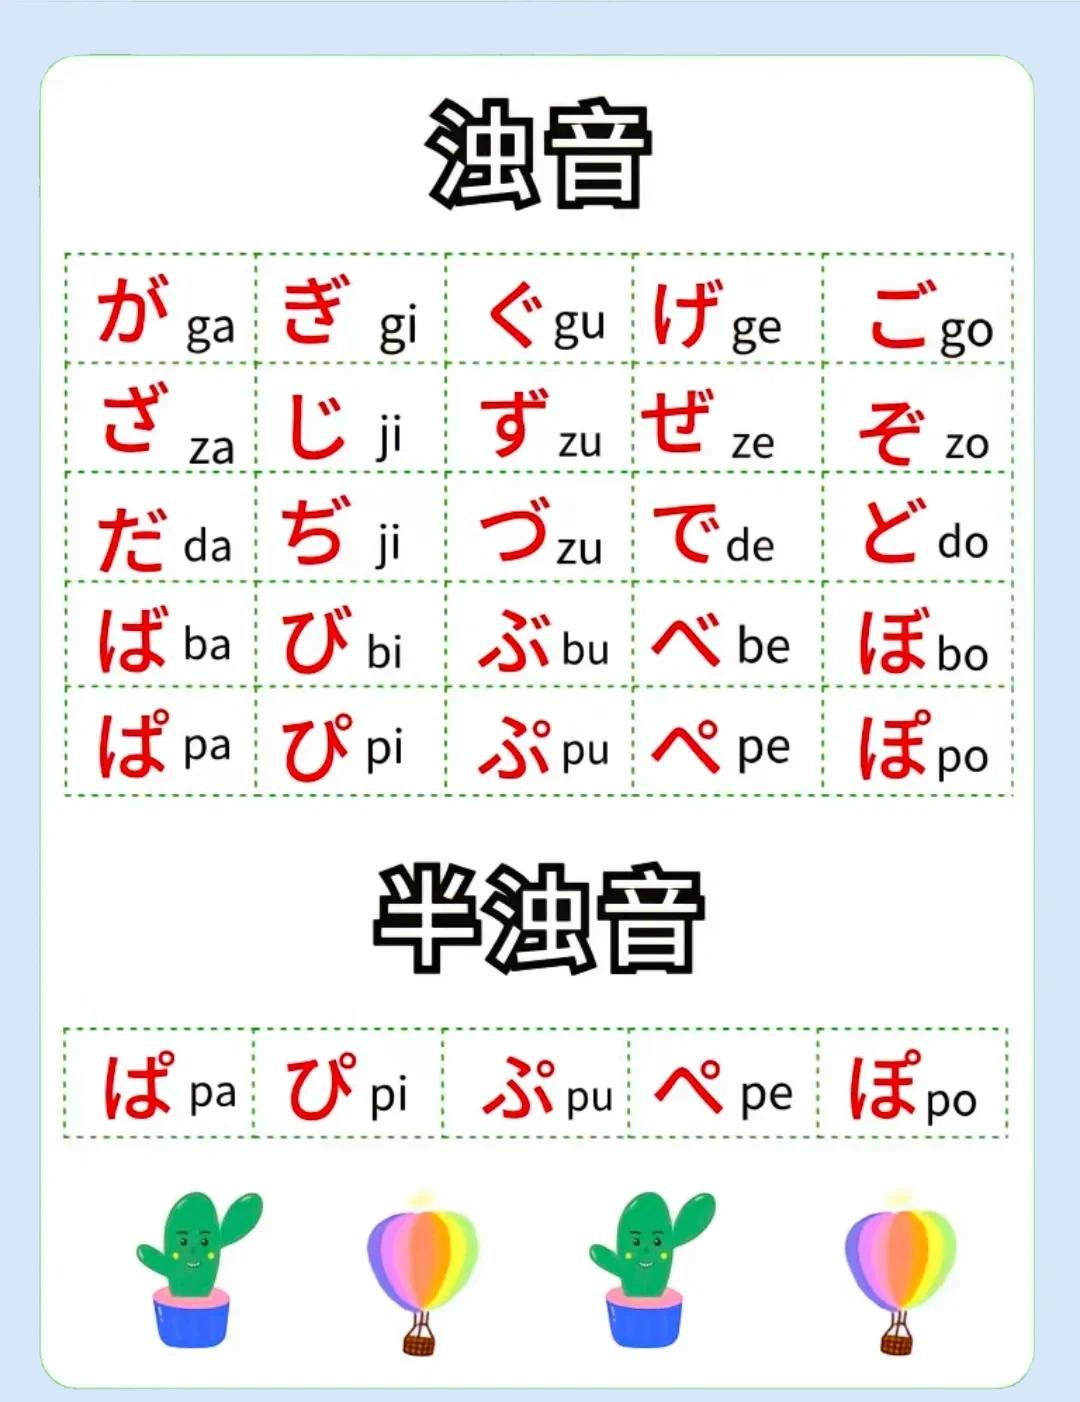 浊音
が ga ぎ gi ぐ gu げ ge ご go
ざ za じ ji ず zu ぜ ze ぞ zo
だ da ぢ ji づ zu で de ど do
ば ba び bi ぶ bu べ be ぼ bo
ぱ pa ぴ pi ぷ pu ぺ pe ぽ po
半浊音
ぱ pa ぴ pi ぷ pu ぺ pe ぽ po